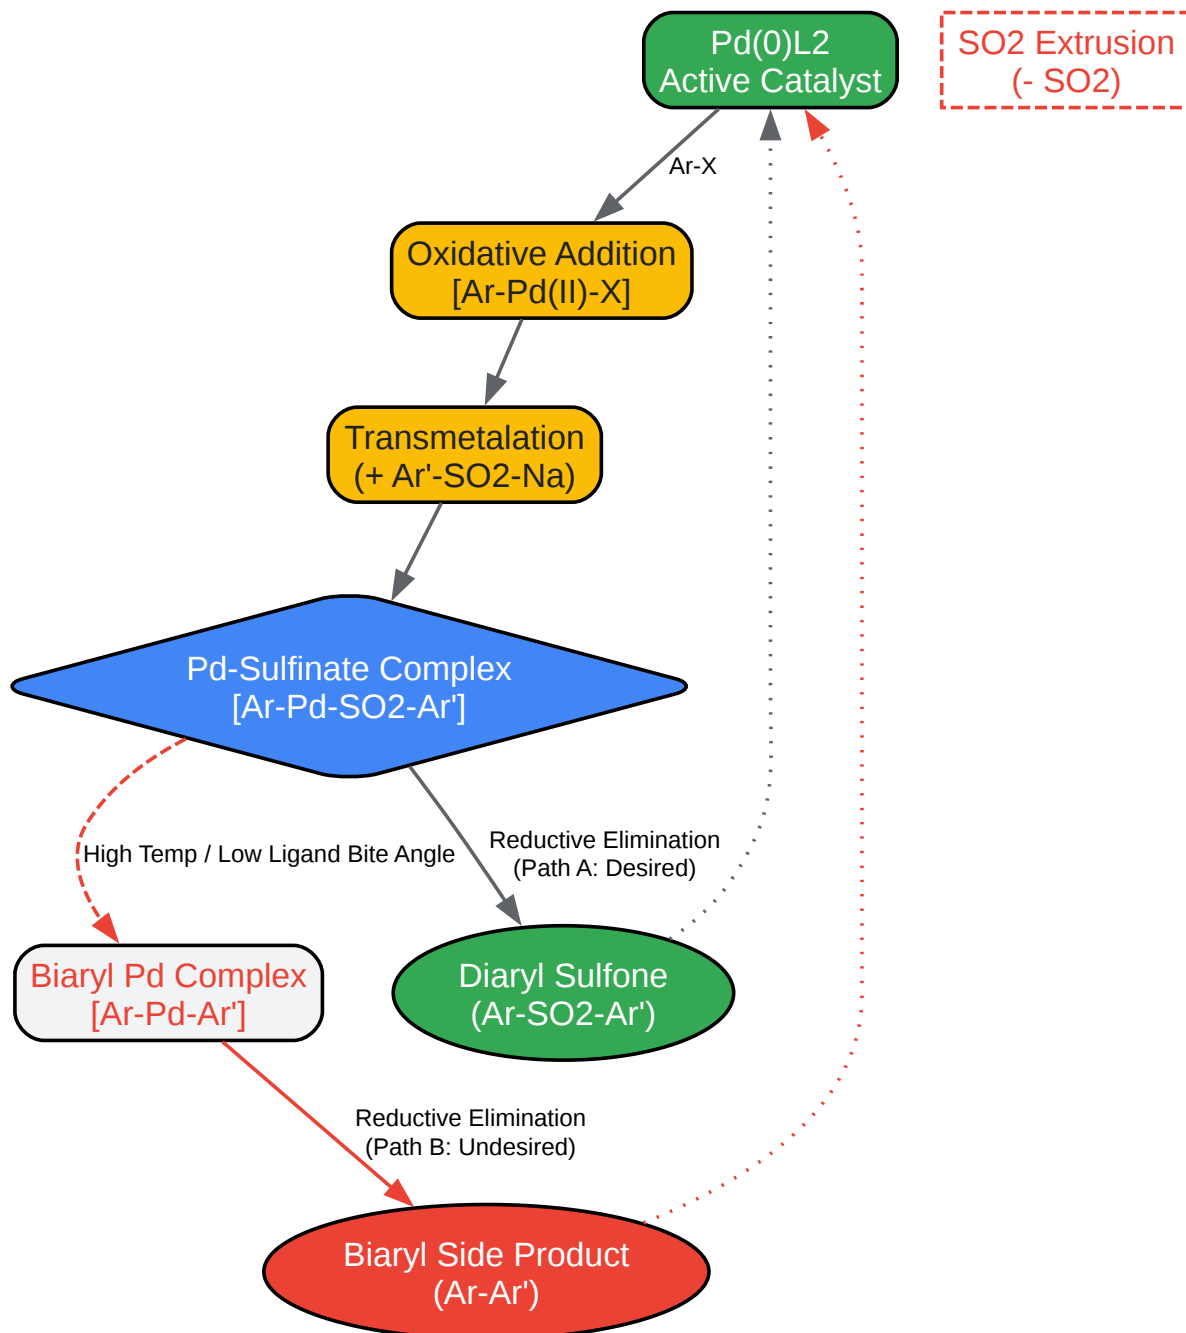 Pd(0)L2
Active Catalyst
SO2 Extrusion
(- SO2)
Ar-X
Oxidative Addition
[Ar-Pd(II)-X]
Transmetalation
(+ Ar'-SO2-Na)
Pd-Sulfinate Complex
[Ar-Pd-SO2-Ar']
High Temp / Low Ligand Bite Angle
Reductive Elimination
(Path A: Desired)
Biaryl Pd Complex
[Ar-Pd-Ar']
Diaryl Sulfone
(Ar-SO2-Ar')
Reductive Elimination
(Path B: Undesired)
Biaryl Side Product
(Ar-Ar')